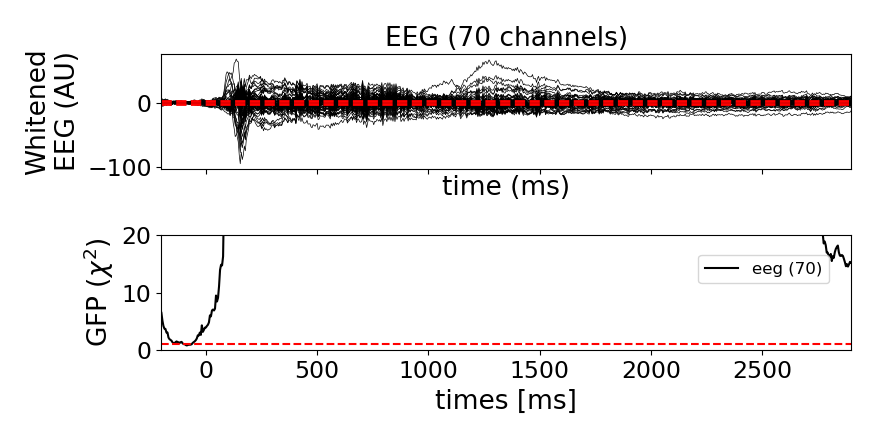 EEG (70 channels)
Whitened
EEG (AU)
0
−100
time (ms)
GFP (χ²)
20
10
0
eeg (70)
0 500 1000 1500 2000 2500
times [ms]